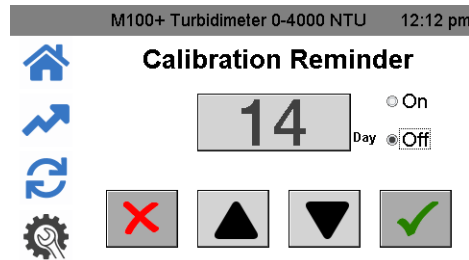 M100+ Turbidimeter 0-4000 NTU 12:12 pm
Calibration Reminder
14 Day
On
Off